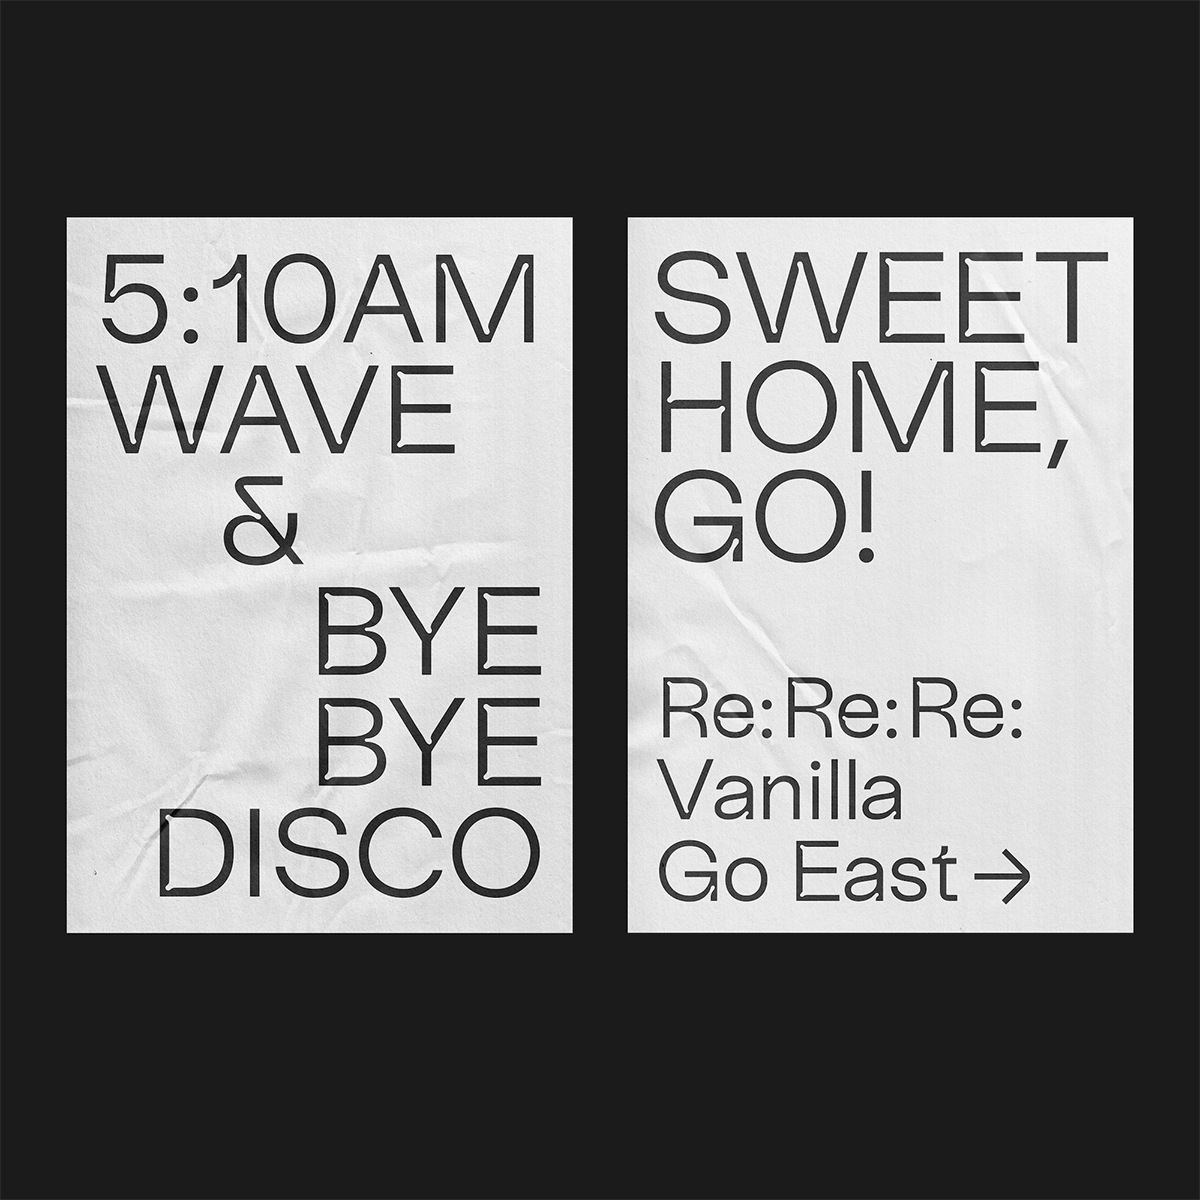 5:10AM
WAVE
&
BYE
BYE
DISCO
SWEET
HOME,
GO!
Re:Re:Re:
Vanilla
Go East →